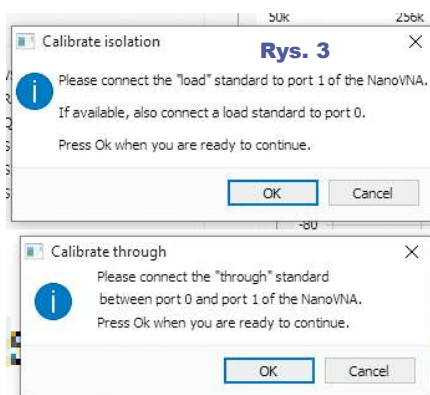 50k 256k
Calibrate isolation
Rys. 3
Please connect the "load" standard to port 1 of the NanoVNA.
If available, also connect a load standard to port 0.
Press Ok when you are ready to continue.
OK Cancel
-80
Calibrate through
Please connect the "through" standard
between port 0 and port 1 of the NanoVNA.
Press Ok when you are ready to continue.
OK Cancel